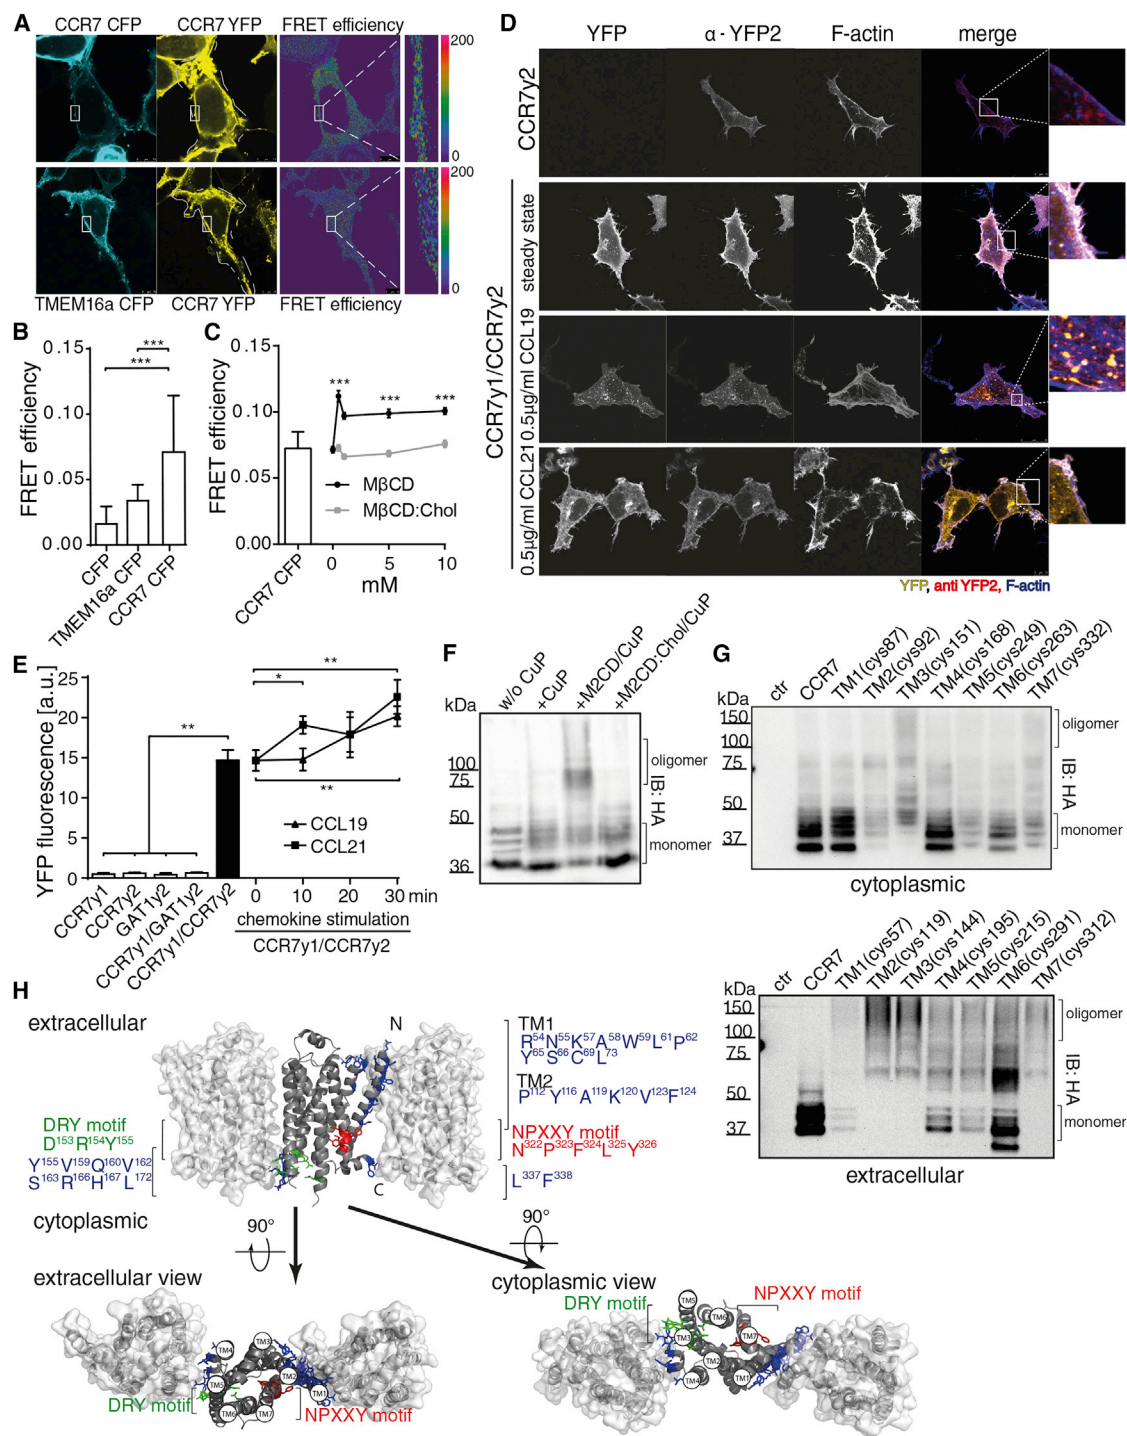 A
CCR7 CFP
CCR7 YFP
FRET efficiency
200
0
200
0
TMEM16a CFP
CCR7 YFP
FRET efficiency
B
FRET efficiency
0.15
0.10
0.05
0.00
***
***
CFP
TMEM16a CFP
CCR7 CFP
C
FRET efficiency
0.15
0.10
0.05
0.00
***
***
***
MβCD
MβCD:Chol
CCR7 CFP
0
5
10
mM
D
YFP
α - YFP2
F-actin
merge
CCR7y2
CCR7y1/CCR7y2
steady state
0.5µg/ml CCL19
0.5µg/ml CCL21
YFP, anti YFP2, F-actin
E
YFP fluorescence [a.u.]
25
20
15
10
5
0
**
**
*
**
CCL19
CCL21
CCR7y1
CCR7y2
GAT1y2
CCR7y1/GAT1y2
CCR7y1/CCR7y2
0
10
20
30 min
chemokine stimulation
CCR7y1/CCR7y2
F
w/o CuP
+CuP
+M2CD/CuP
+M2CD:Chol/CuP
kDa
100
75
50
36
oligomer
monomer
IB: HA
G
ctr
CCR7
TM1(cys87)
TM2(cys92)
TM3(cys151)
TM4(cys168)
TM5(cys249)
TM6(cys263)
TM7(cys332)
kDa
150
100
75
50
37
oligomer
monomer
IB: HA
cytoplasmic
ctr
CCR7
TM1(cys57)
TM2(cys119)
TM3(cys144)
TM4(cys195)
TM5(cys215)
TM6(cys291)
TM7(cys312)
kDa
150
100
75
50
37
oligomer
monomer
IB: HA
extracellular
H
extracellular
N
TM1
R54N55K57A58W59L61P62
Y65S66C69L73
TM2
P112Y116A119K120V123F124
DRY motif
D153R154Y155
Y155V159Q160V162
S163R166H167L172
NPXXY motif
N322P323F324L325Y326
L337F338
C
cytoplasmic
90°
90°
extracellular view
TM4
TM3
TM5
TM2
TM1
TM6
TM7
DRY motif
NPXXY motif
cytoplasmic view
DRY motif
NPXXY motif
TM5
TM6
TM3
TM7
TM2
TM4
TM1